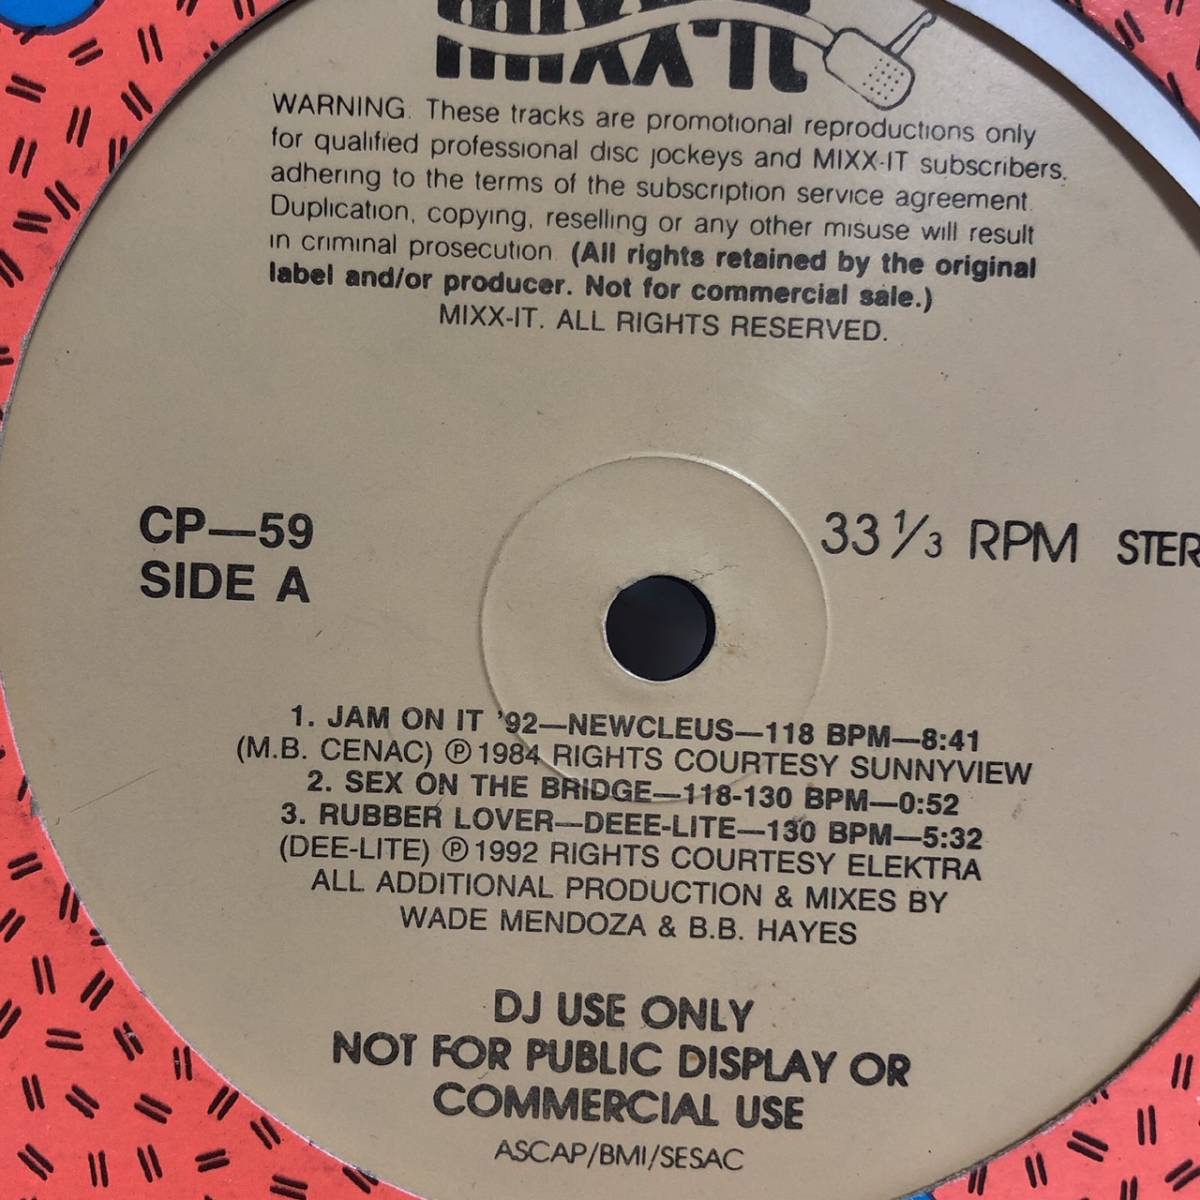 MIXX-IT
WARNING. These tracks are promotional reproductions only
for qualified professional disc jockeys and MIXX-IT subscribers,
adhering to the terms of the subscription service agreement.
Duplication, copying, reselling or any other misuse will result
in criminal prosecution. (All rights retained by the original
label and/or producer. Not for commercial sale.)
MIXX-IT. ALL RIGHTS RESERVED.
CP—59
SIDE A
33 1/3 RPM STER
1. JAM ON IT '92—NEWCLEUS—118 BPM—8:41
(M.B. CENAC) ℗ 1984 RIGHTS COURTESY SUNNYVIEW
2. SEX ON THE BRIDGE—118-130 BPM—0:52
3. RUBBER LOVER—DEEE-LITE—130 BPM—5:32
(DEE-LITE) ℗ 1992 RIGHTS COURTESY ELEKTRA
ALL ADDITIONAL PRODUCTION & MIXES BY
WADE MENDOZA & B.B. HAYES
DJ USE ONLY
NOT FOR PUBLIC DISPLAY OR
COMMERCIAL USE
ASCAP/BMI/SESAC